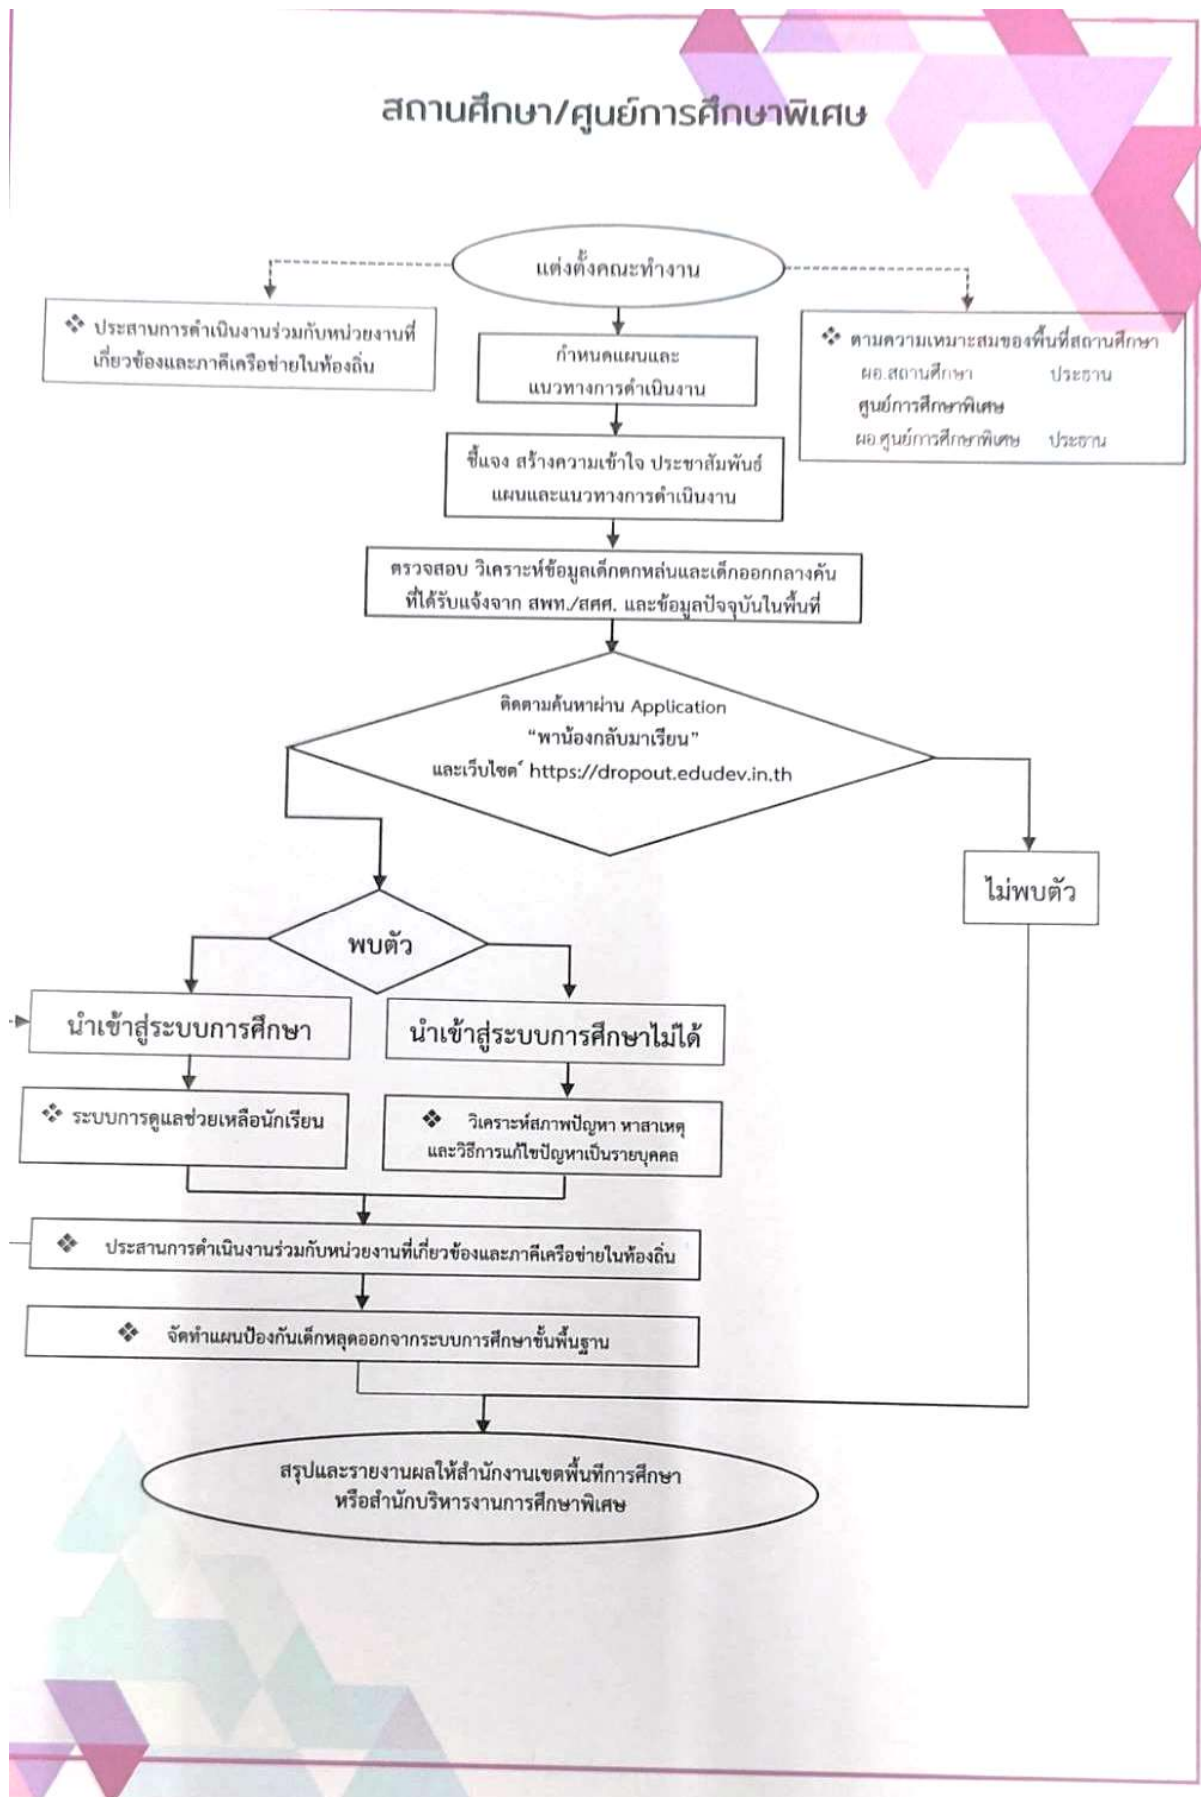 สถานศึกษา/ศูนย์การศึกษาพิเศษ
แต่งตั้งคณะทำงาน
❖ ประสานการดำเนินงานร่วมกับหน่วยงานที่
เกี่ยวข้องและภาคีเครือข่ายในท้องถิ่น
❖ ตามความเหมาะสมของพื้นที่สถานศึกษา
ผอ.สถานศึกษา ประธาน
ศูนย์การศึกษาพิเศษ
ผอ.ศูนย์การศึกษาพิเศษ ประธาน
กำหนดแผนและ
แนวทางการดำเนินงาน
ชี้แจง สร้างความเข้าใจ ประชาสัมพันธ์
แผนและแนวทางการดำเนินงาน
ตรวจสอบ วิเคราะห์ข้อมูลเด็กตกหล่นและเด็กออกกลางคัน
ที่ได้รับแจ้งจาก สพท./สศศ. และข้อมูลปัจจุบันในพื้นที่
ติดตามค้นหาผ่าน Application
“พาน้องกลับมาเรียน”
และเว็บไซต์ https://dropout.edudev.in.th
ไม่พบตัว
พบตัว
นำเข้าสู่ระบบการศึกษา
นำเข้าสู่ระบบการศึกษาไม่ได้
❖ ระบบการดูแลช่วยเหลือนักเรียน
❖ วิเคราะห์สภาพปัญหา หาสาเหตุ
และวิธีการแก้ไขปัญหาเป็นรายบุคคล
❖ ประสานการดำเนินงานร่วมกับหน่วยงานที่เกี่ยวข้องและภาคีเครือข่ายในท้องถิ่น
❖ จัดทำแผนป้องกันเด็กหลุดออกจากระบบการศึกษาขั้นพื้นฐาน
สรุปและรายงานผลให้สำนักงานเขตพื้นที่การศึกษา
หรือสำนักบริหารงานการศึกษาพิเศษ